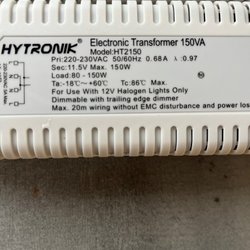 HYTRONIK® Electronic Transformer 150VA
Model:HT2150
Pri:220-230VAC 50/60Hz 0.68A λ:0.97
Sec:11.5V Max. 150W
Load:80 - 150W
Ta:-18°C~+60°C Tc:86°C Max.
For Use With 12V Halogen Lights Only
Dimmable with trailing edge dimmer
Max. 20m wiring without EMC disturbance and power loss